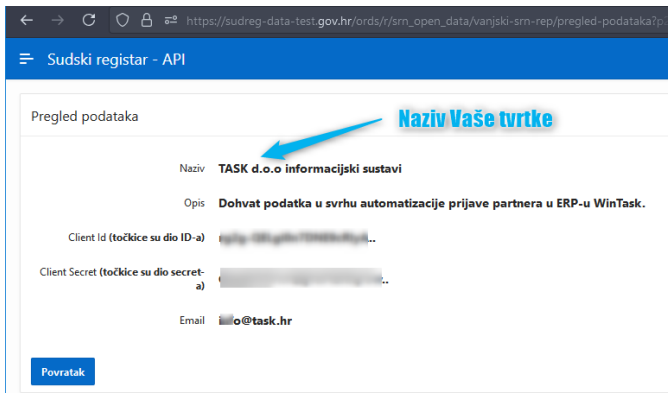 https://sudreg-data-test.gov.hr/ords/r/srn_open_data/vanjski-srn-rep/pregled-podataka?p
Sudski registar - API
Pregled podataka
Naziv Vaše tvrtke
Naziv TASK d.o.o informacijski sustavi
Opis Dohvat podatka u svrhu automatizacije prijave partnera u ERP-u WinTask.
Client Id (točkice su dio ID-a) ..
Client Secret (točkice su dio secret-
a) ..
Email o@task.hr
Povratak